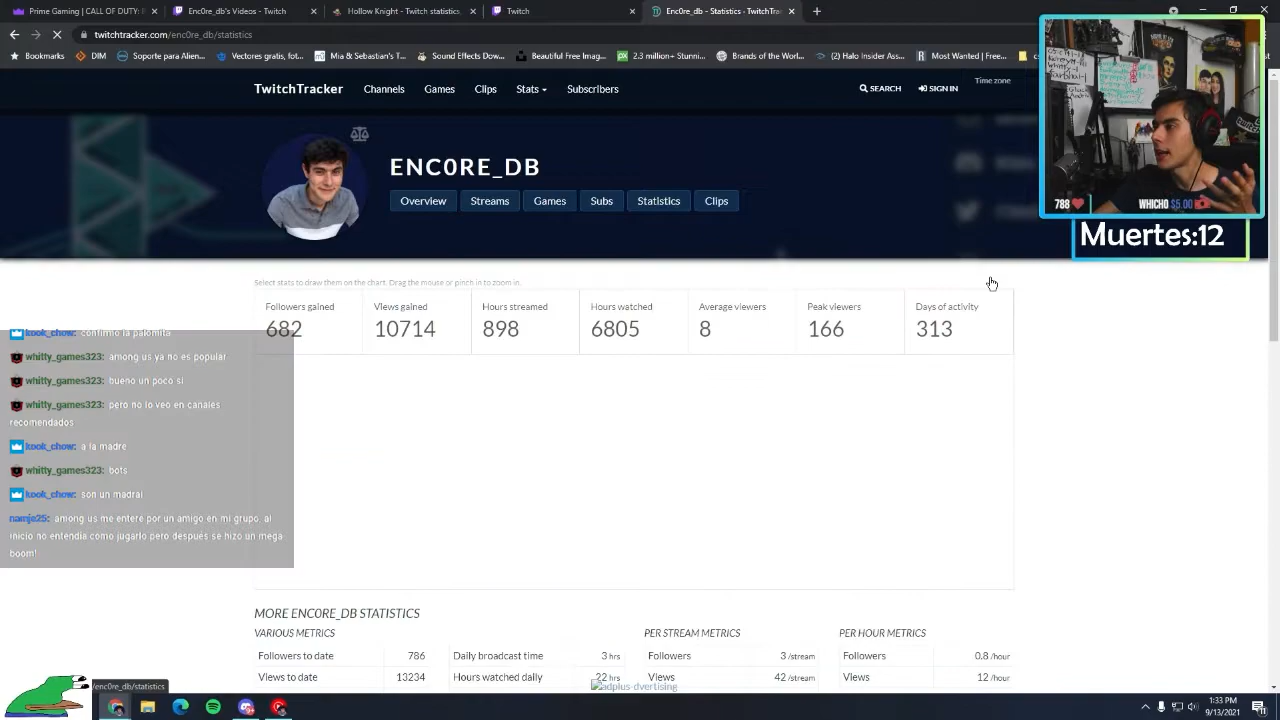 Prime Gaming | CALL OF DUTY:
Enc0re_db's Videos - Twitch
Hollow Knight - Twitch statistics
Twitch
Enc0re_db - Statistics - TwitchTra
twitchtracker.com/enc0re_db/statistics
Bookmarks
DIM
Soporte para Alien...
Vectores gratis, fotos...
Mix & Sebastian's
Sound Effects Dow...
Beautiful Free Imag...
2.3 million+ Stunni...
Brands of the Worl...
(2) Halo Insider Ass...
Most Wanted | Fea...
TwitchTracker
Channels
Games
Clips
Stats
Subscribers
Time zone
SEARCH
SIGN IN
ENC0RE_DB
Overview
Games
Subs
Statistics
Clips
788
WHICHO $5.00
Muertes:12
Select stats to draw them on the chart. Drag the mouse or pinch in to zoom in.
Followers gained
682
Views gained
10714
Hours streamed
898
Hours watched
6805
Average viewers
8
Peak viewers
166
Days of activity
313
kook_chow: confirmo la palomita
whitty_games323: among us ya no es popular
whitty_games323: bueno un poco si
whitty_games323: pero no lo veo en canales
recomendados
kook_chow: a la madre
whitty_games323: bots
kook_chow: son un madral
namje25: among us me entere por un amigo en mi grupo, al
inicio no entendia como jugarlo pero después se hizo un mega
boom!
MORE ENC0RE_DB STATISTICS
VARIOUS METRICS
PER STREAM METRICS
PER HOUR METRICS
Followers to date 786
Daily broadcast time 3 hrs
Followers 3 /stream
Followers 0.8 /hour
Views to date 13234
Hours watched daily 22 hrs
Views 42 /stream
Views 12 /hour
adplus-dvertising
/enc0re_db/statistics
1:33 PM
9/13/2021